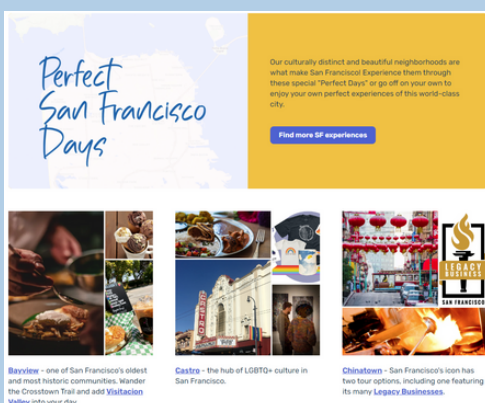 Perfect
San Francisco
Days
Our culturally distinct and beautiful neighborhoods are
what make San Francisco! Experience them through
these special "Perfect Days" or go off on your own to
enjoy your own perfect experiences of this world-class
city.
Find more SF experiences
CASTRO
LEGACY
BUSINESS
SAN FRANCISCO
Bayview - one of San Francisco's oldest
and most historic communities. Wander
the Crosstown Trail and add Visitacion
Valley into your day.
Castro - the hub of LGBTQ+ culture in
San Francisco.
Chinatown - San Francisco's icon has
two tour options, including one featuring
its many Legacy Businesses.